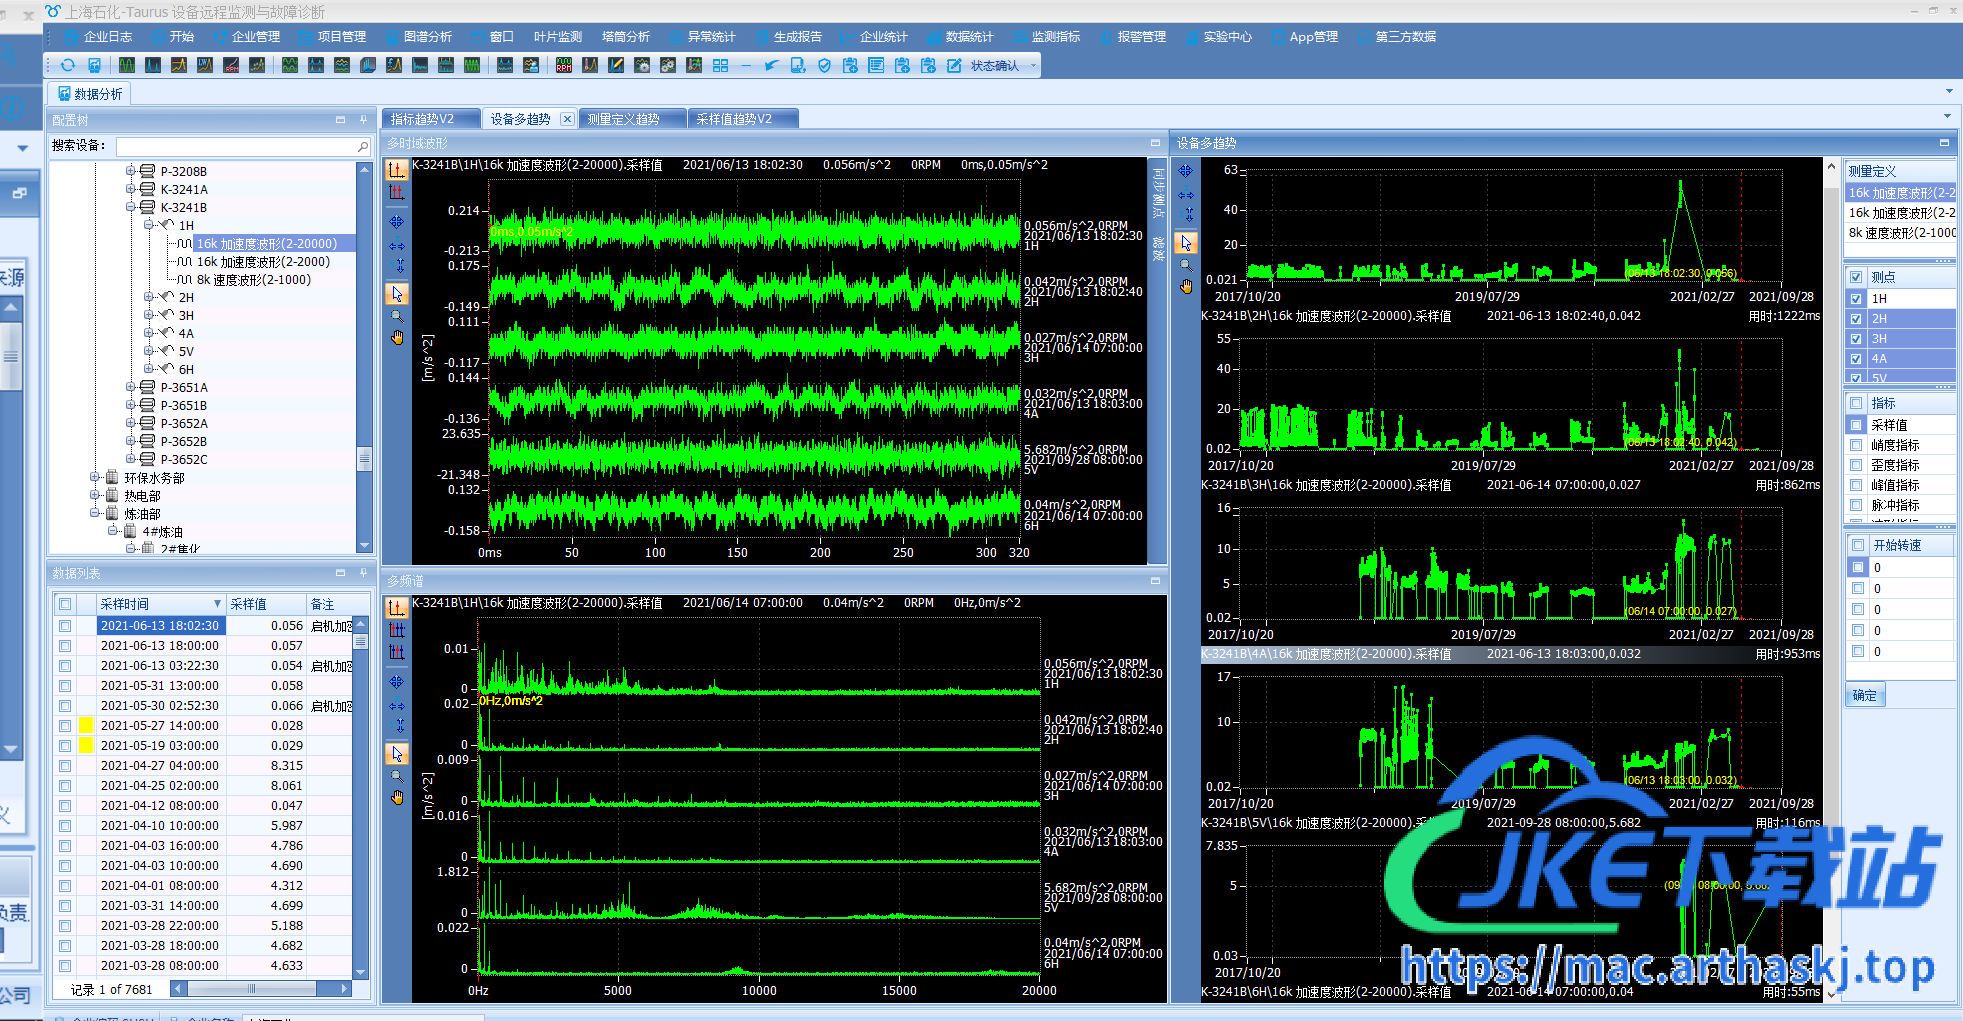 上海石化-Taurus 设备远程监测与故障诊断
企业日志 开始 企业管理 项目管理 图谱分析 窗口 叶片监测 塔筒分析 异常统计 生成报告 企业统计 数据统计 监测指标 报警管理 实验中心 App管理 第三方数据
状态确认
数据分析
配置树
搜索设备:
P-3208B
K-3241A
K-3241B
1H
16k 加速度波形(2-20000)
16k 加速度波形(2-2000)
8k 速度波形(2-1000)
2H
3H
4A
5V
6H
P-3651A
P-3651B
P-3652A
P-3652B
P-3652C
环保水务部
热电部
炼油部
4#炼油
2#焦化
数据列表
采样时间 采样值 备注
2021-06-13 18:02:30 0.056 启机加密
2021-06-13 18:00:00 0.057
2021-06-13 03:22:30 0.054 启机加密
2021-05-31 13:00:00 0.058
2021-05-30 02:52:30 0.066 启机加密
2021-05-27 14:00:00 0.028
2021-05-19 03:00:00 0.029
2021-04-27 04:00:00 8.315
2021-04-25 02:00:00 8.061
2021-04-12 08:00:00 0.047
2021-04-10 10:00:00 5.987
2021-04-03 16:00:00 4.786
2021-04-03 10:00:00 4.690
2021-04-01 08:00:00 4.312
2021-03-31 14:00:00 4.699
2021-03-28 22:00:00 5.188
2021-03-28 18:00:00 4.682
2021-03-28 08:00:00 4.633
记录 1 of 7681
指标趋势V2 设备多趋势 测量定义趋势 采样值趋势V2
多时域波形
K-3241B\1H\16k 加速度波形(2-20000).采样值 2021/06/13 18:02:30 0.056m/s^2 0RPM 0ms,0.05m/s^2
0.214
-0.213
0ms,0.05m/s^2
0.056m/s^2,0RPM
2021/06/13 18:02:30
1H
0.175
-0.149
0.042m/s^2,0RPM
2021/06/13 18:02:40
2H
0.111
-0.117
0.027m/s^2,0RPM
2021/06/14 07:00:00
3H
[m/s^2]
0.144
-0.136
0.032m/s^2,0RPM
2021/06/13 18:03:00
4A
23.635
-21.348
5.682m/s^2,0RPM
2021/09/28 08:00:00
5V
0.132
-0.158
0.04m/s^2,0RPM
2021/06/14 07:00:00
6H
0ms 50 100 150 200 250 300 320
同步测点
滤波
多频谱
K-3241B\1H\16k 加速度波形(2-20000).采样值 2021/06/14 07:00:00 0.04m/s^2 0RPM 0Hz,0m/s^2
0.01
0
0Hz,0m/s^2
0.056m/s^2,0RPM
2021/06/13 18:02:30
1H
0.02
0
0.042m/s^2,0RPM
2021/06/13 18:02:40
2H
0.009
0
0.027m/s^2,0RPM
2021/06/14 07:00:00
3H
[m/s^2]
0.016
0
0.032m/s^2,0RPM
2021/06/13 18:03:00
4A
1.812
0
5.682m/s^2,0RPM
2021/09/28 08:00:00
5V
0.022
0
0.04m/s^2,0RPM
2021/06/14 07:00:00
6H
0Hz 5000 10000 15000 20000
设备多趋势
63
40
20
0.021
(06/13 18:02:30, 0.056)
2017/10/20 2019/07/29 2021/02/27 2021/09/28
K-3241B\2H\16k 加速度波形(2-20000).采样值 2021-06-13 18:02:40,0.042 用时:1222ms
55
40
20
0.02
(06/13 18:02:40, 0.042)
2017/10/20 2019/07/29 2021/02/27 2021/09/28
K-3241B\3H\16k 加速度波形(2-20000).采样值 2021-06-14 07:00:00,0.027 用时:862ms
16
10
5
0.02
(06/14 07:00:00, 0.027)
2017/10/20 2019/07/29 2021/02/27 2021/09/28
K-3241B\4A\16k 加速度波形(2-20000).采样值 2021-06-13 18:03:00,0.032 用时:953ms
17
10
0.02
(06/13 18:03:00, 0.032)
2017/10/20 2019/07/29 2021/02/27 2021/09/28
K-3241B\5V\16k 加速度波形(2-20000).采样值 2021-09-28 08:00:00,5.682 用时:116ms
7.835
5
0.03
2017/10/20
K-3241B\6H\16k 加速度波形(2-20000).采样值 2021-06-14 07:00:00,0.04 用时:55ms
测量定义
16k 加速度波形(2-2
16k 加速度波形(2-2
8k 速度波形(2-1000
测点
1H
2H
3H
4A
5V
指标
采样值
峭度指标
歪度指标
峰值指标
脉冲指标
开始转速
0
0
0
0
0
确定
JKE下载站
https://mac.arthaskj.top
来源
负责
公司